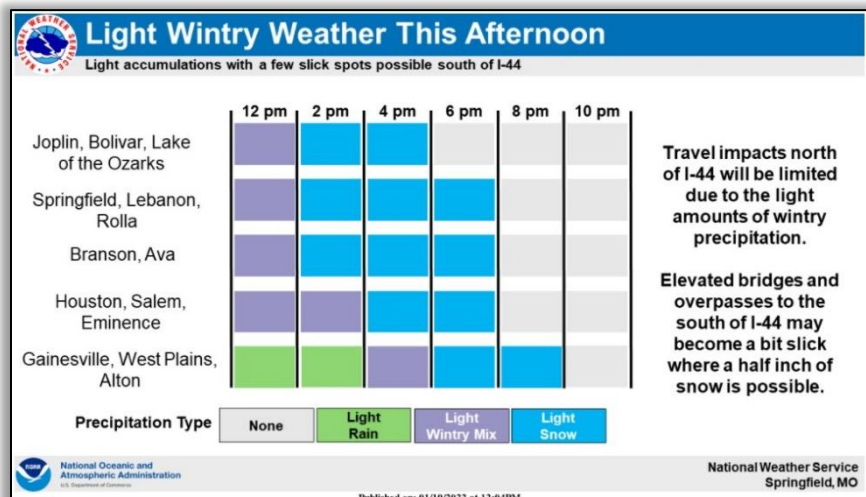 Light Wintry Weather This Afternoon
Light accumulations with a few slick spots possible south of I-44
NATIONAL WEATHER SERVICE
12 pm 2 pm 4 pm 6 pm 8 pm 10 pm
Joplin, Bolivar, Lake
of the Ozarks
Springfield, Lebanon,
Rolla
Branson, Ava
Houston, Salem,
Eminence
Gainesville, West Plains,
Alton
Travel impacts north
of I-44 will be limited
due to the light
amounts of wintry
precipitation.
Elevated bridges and
overpasses to the
south of I-44 may
become a bit slick
where a half inch of
snow is possible.
Precipitation Type
None
Light
Rain
Light
Wintry Mix
Light
Snow
NOAA
National Oceanic and
Atmospheric Administration
U.S. Department of Commerce
National Weather Service
Springfield, MO